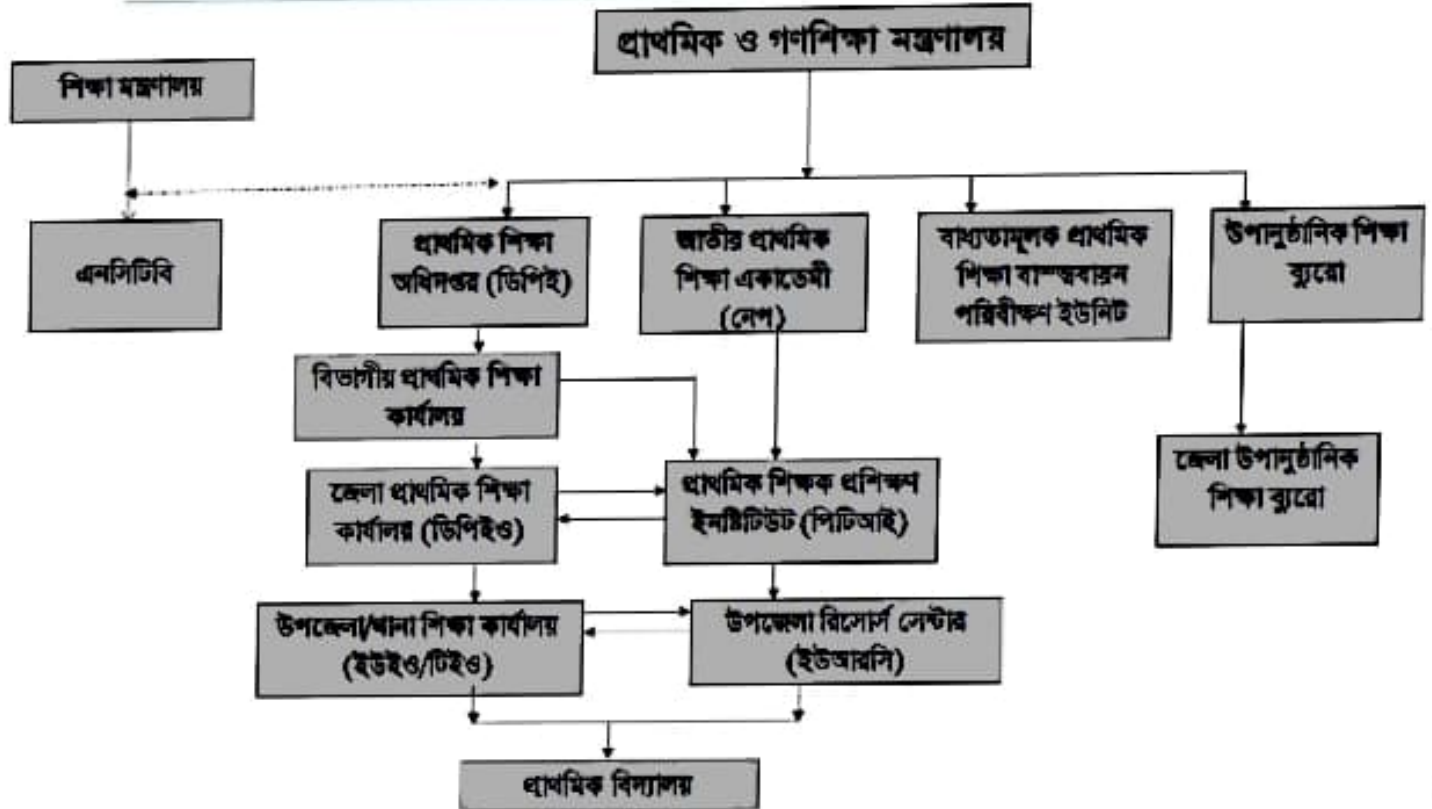 প্রাথমিক ও গণশিক্ষা মন্ত্রণালয়
শিক্ষা মন্ত্রণালয়
এনসিটিবি
প্রাথমিক শিক্ষা
অধিদপ্তর (ডিপিই)
জাতীয় প্রাথমিক
শিক্ষা একাডেমী
(নেপ)
বাধ্যতামূলক প্রাথমিক
শিক্ষা বাস্তবায়ন
পরিবীক্ষণ ইউনিট
উপানুষ্ঠানিক শিক্ষা
ব্যুরো
বিভাগীয় প্রাথমিক শিক্ষা
কার্যালয়
জেলা উপানুষ্ঠানিক
শিক্ষা ব্যুরো
জেলা প্রাথমিক শিক্ষা
কার্যালয় (ডিপিইও)
প্রাথমিক শিক্ষক প্রশিক্ষণ
ইনষ্টিটিউট (পিটিআই)
উপজেলা/থানা শিক্ষা কার্যালয়
(ইউইও/টিইও)
উপজেলা রিসোর্স সেন্টার
(ইউআরসি)
প্রাথমিক বিদ্যালয়